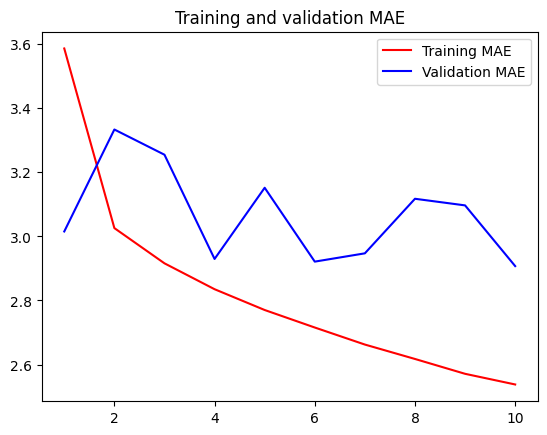 Training and validation MAE
Training MAE
Validation MAE
3.6
3.4
3.2
3.0
2.8
2.6
2 4 6 8 10